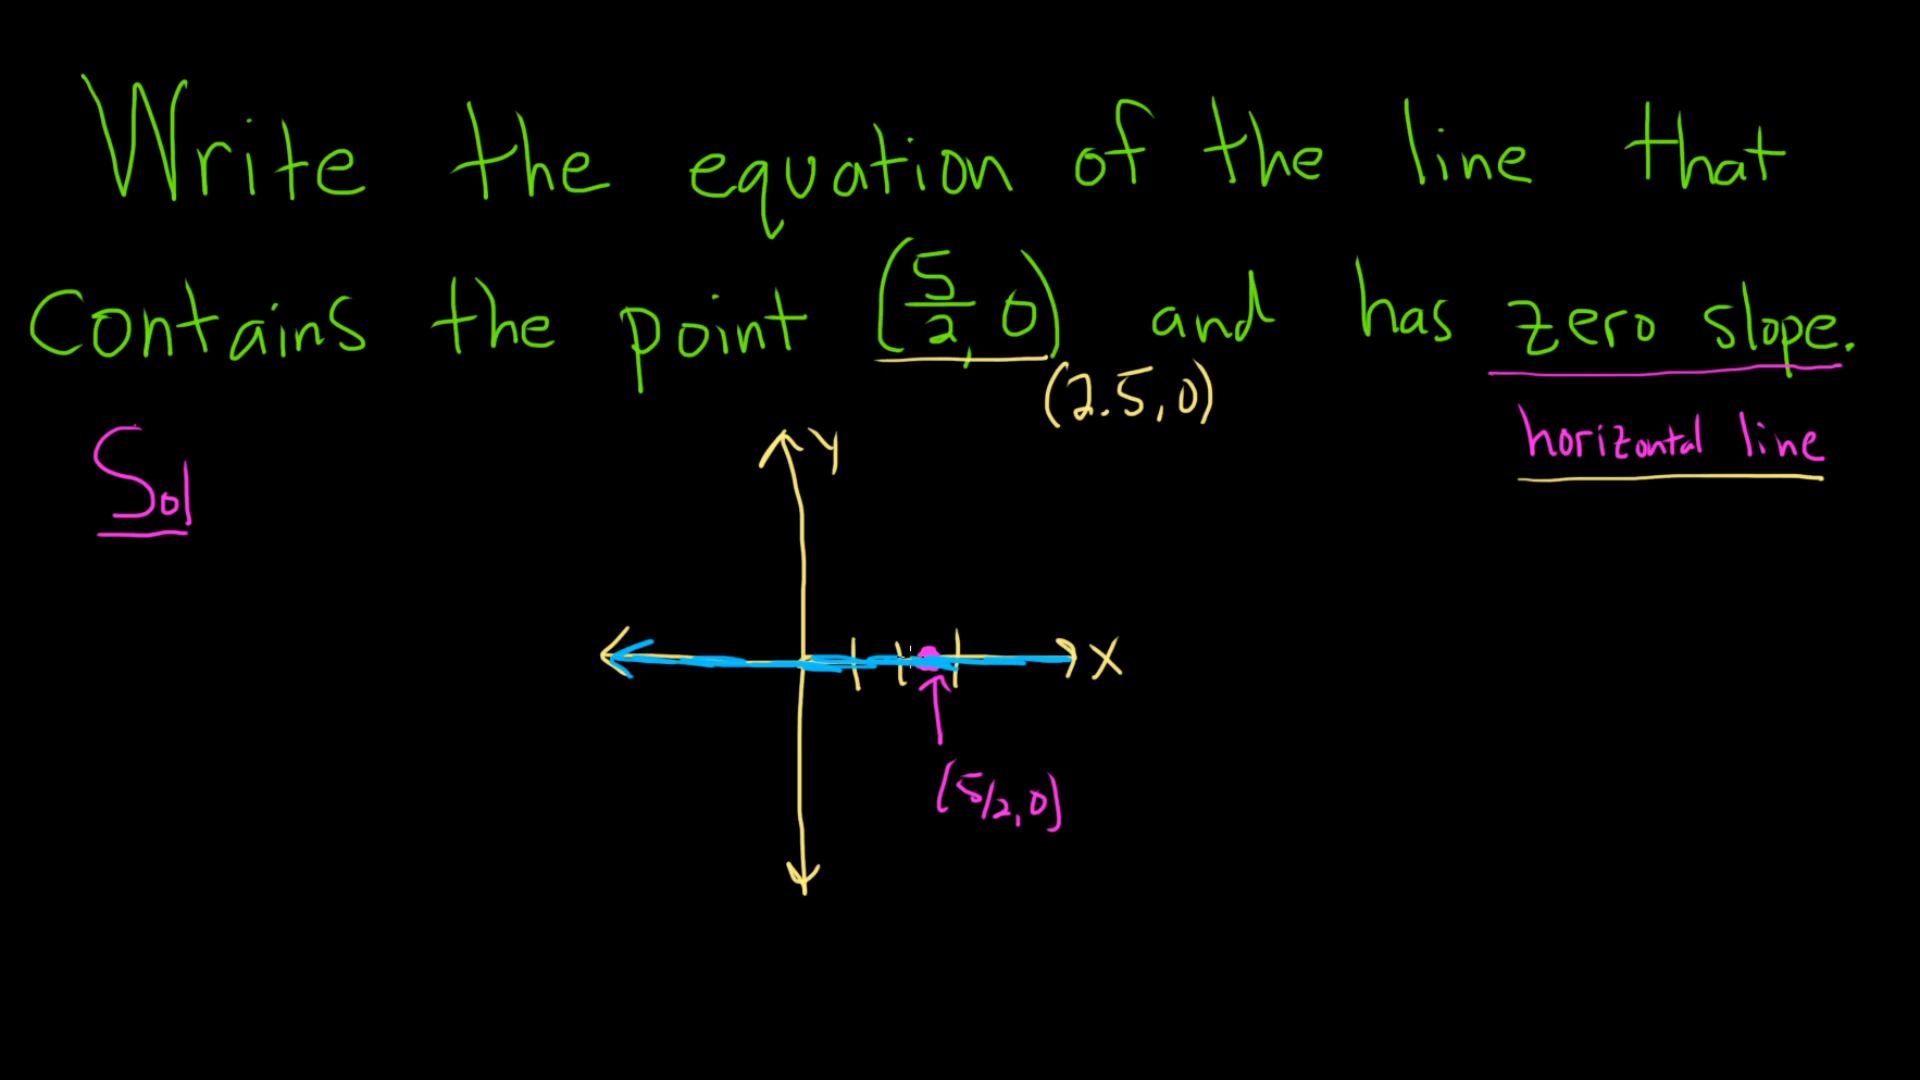 Write the equation of the line that
contains the point (5/2, 0) and has zero slope.
(2.5, 0)
horizontal line
Sol
y
x
(5/2, 0)